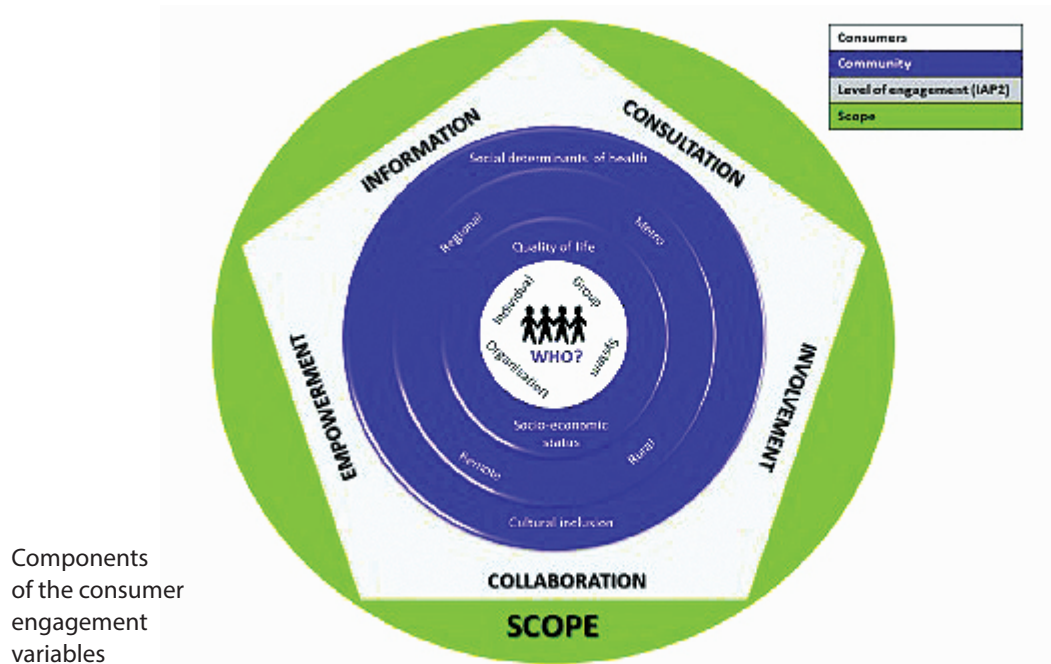 Consumers
Community
Level of engagement (IAP2)
Scope
INFORMATION
CONSULTATION
Social determinants of health
Regional
Metro
Quality of life
Individual
Group
WHO?
Organisation
System
EMPOWERMENT
INVOLVEMENT
Socio-economic
status
Remote
Rural
Cultural inclusion
COLLABORATION
SCOPE
Components
of the consumer
engagement
variables